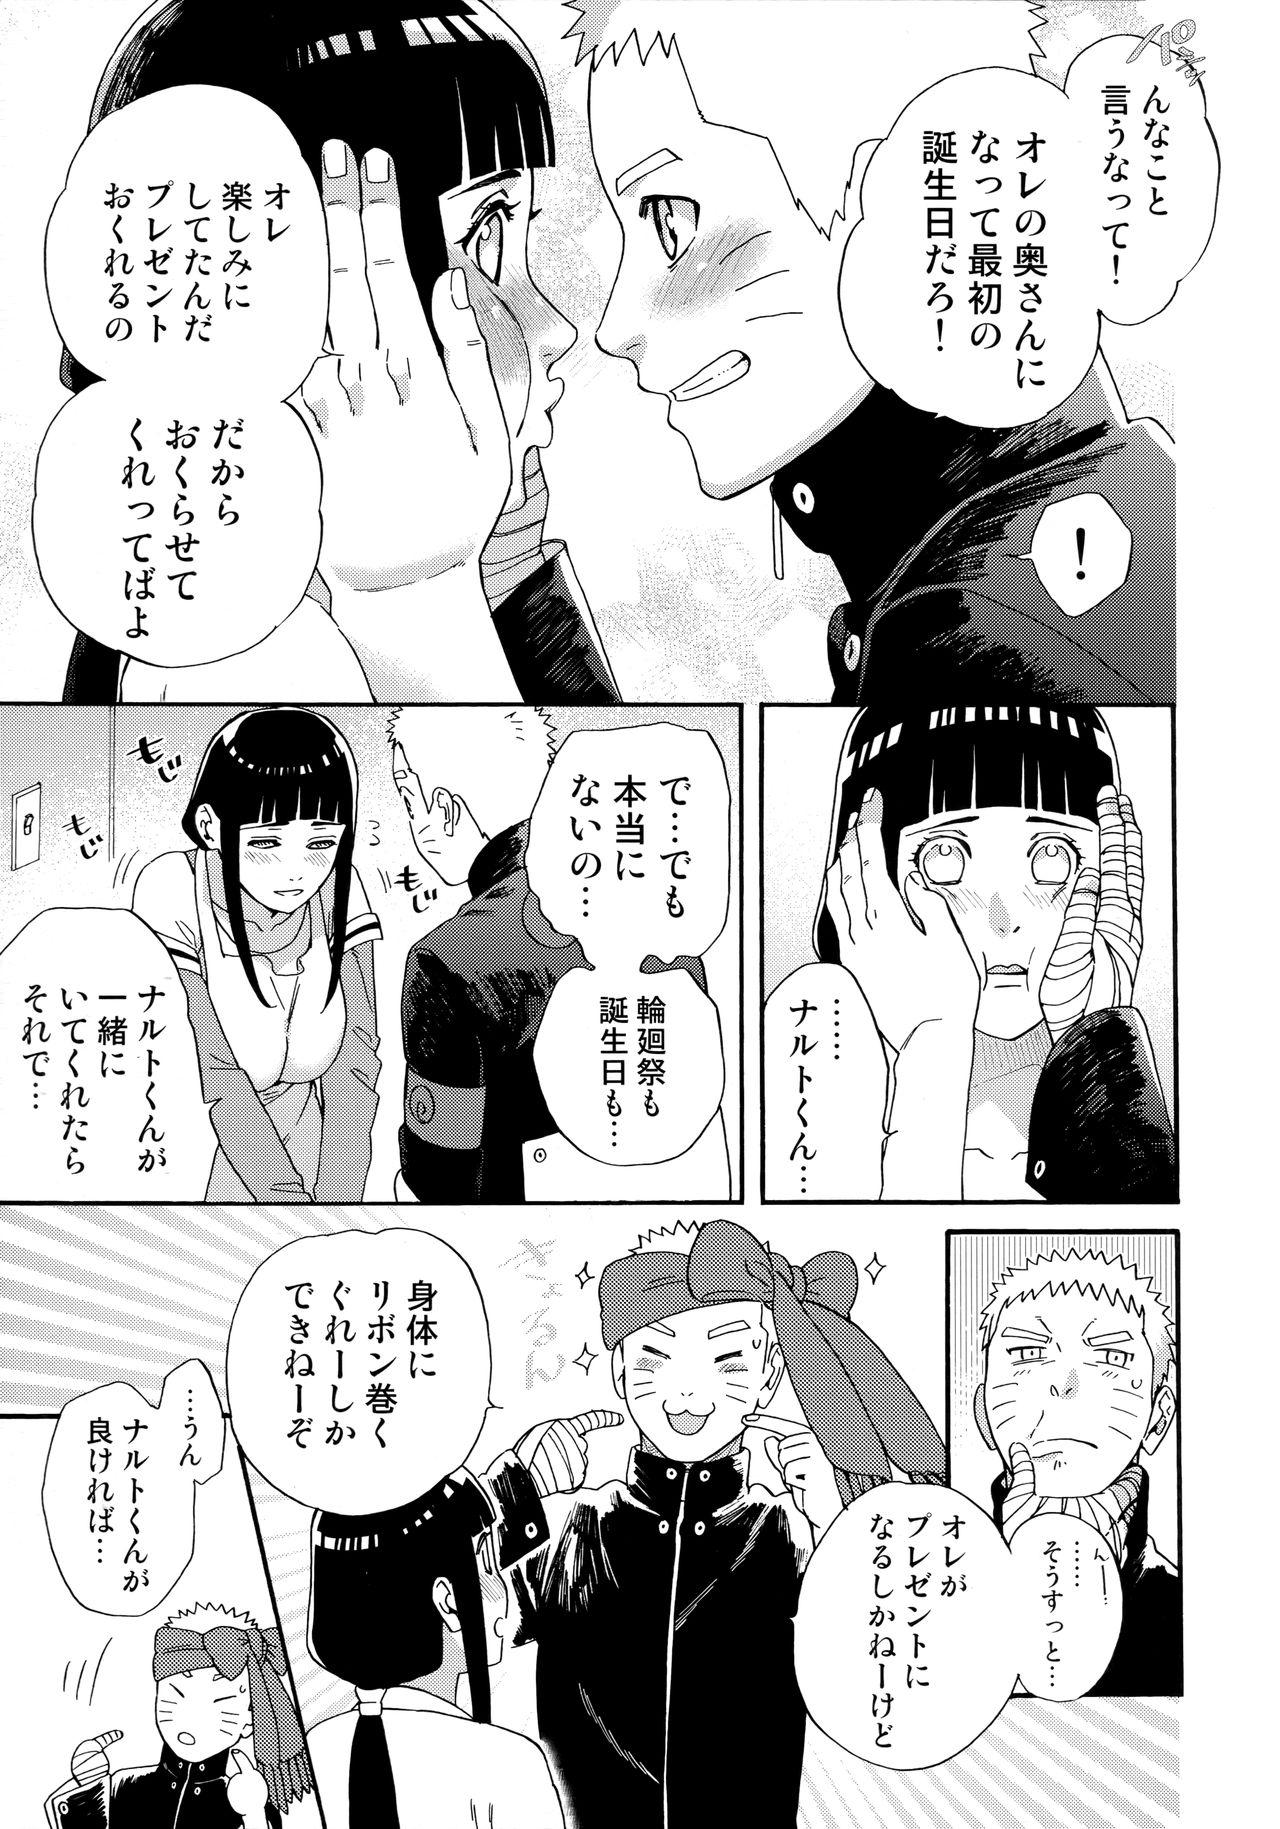 んなこと
言うなって！
オレの奥さんに
なって最初の
誕生日だろ！
！
オレ
楽しみに
してたんだ
プレゼント
おくれるの
だから
おくらせて
くれってばよ
……
ナルトくん…
で…でも
本当に
ないの…
輪廻祭も
誕生日も…
もじ
もじ
もじ
ナルトくんが
一緒に
いてくれたら
それで…
んー…
……
そうすっと…
オレが
プレゼントに
なるしかねーけど
きゅるん
身体に
リボン巻く
ぐれーしか
できねーぞ
…うん
ナルトくんが
良ければ…